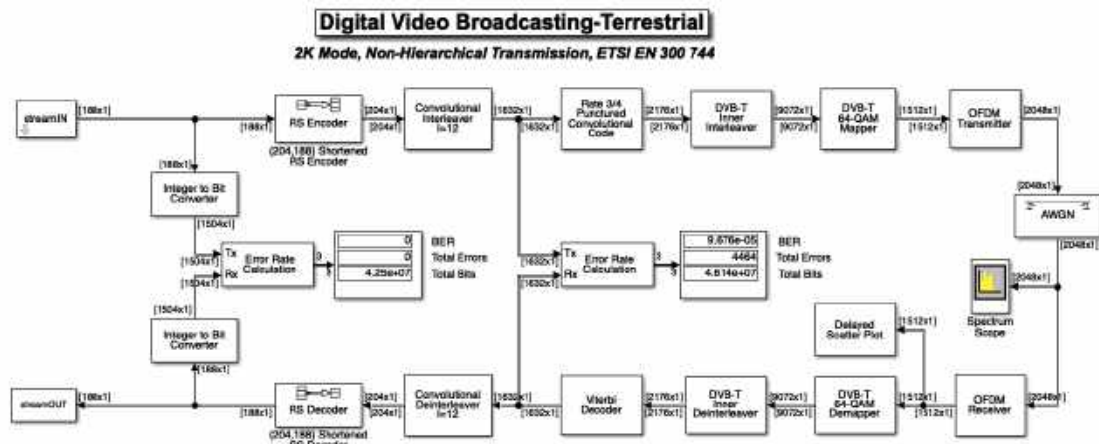 Digital Video Broadcasting-Terrestrial
2K Mode, Non-Hierarchical Transmission, ETSI EN 300 744
streamIN
[188x1]
[188x1]
RS Encoder
(204,188) Shortened
RS Encoder
[204x1]
[204x1]
Convolutional
Interleaver
I=12
[1632x1]
[1632x1]
Rate 3/4
Punctured
Convolutional
Code
[2176x1]
[2176x1]
DVB-T
Inner
Interleaver
[9072x1]
[9072x1]
DVB-T
64-QAM
Mapper
[1512x1]
[1512x1]
OFDM
Transmitter
[2048x1]
[2048x1]
AWGN
[2048x1]
[188x1]
Integer to Bit
Converter
[1504x1]
[1504x1]
Tx
Rx
Error Rate
Calculation
3
3
0
BER
0
Total Errors
4.25e+07
Total Bits
[1504x1]
[1504x1]
Integer to Bit
Converter
[188x1]
[1632x1]
Tx
Rx
Error Rate
Calculation
3
3
9.676e-05
BER
4464
Total Errors
4.614e+07
Total Bits
[1632x1]
[2048x1]
Spectrum
Scope
Delayed
Scatter Plot
[1512x1]
streamOUT
[188x1]
[188x1]
RS Decoder
(204,188) Shortened
[204x1]
[204x1]
Convolutional
Deinterleaver
I=12
[1632x1]
[1632x1]
Viterbi
Decoder
[2176x1]
[2176x1]
DVB-T
Inner
Deinterleaver
[9072x1]
[9072x1]
DVB-T
64-QAM
Demapper
[1512x1]
[1512x1]
OFDM
Receiver
[2048x1]